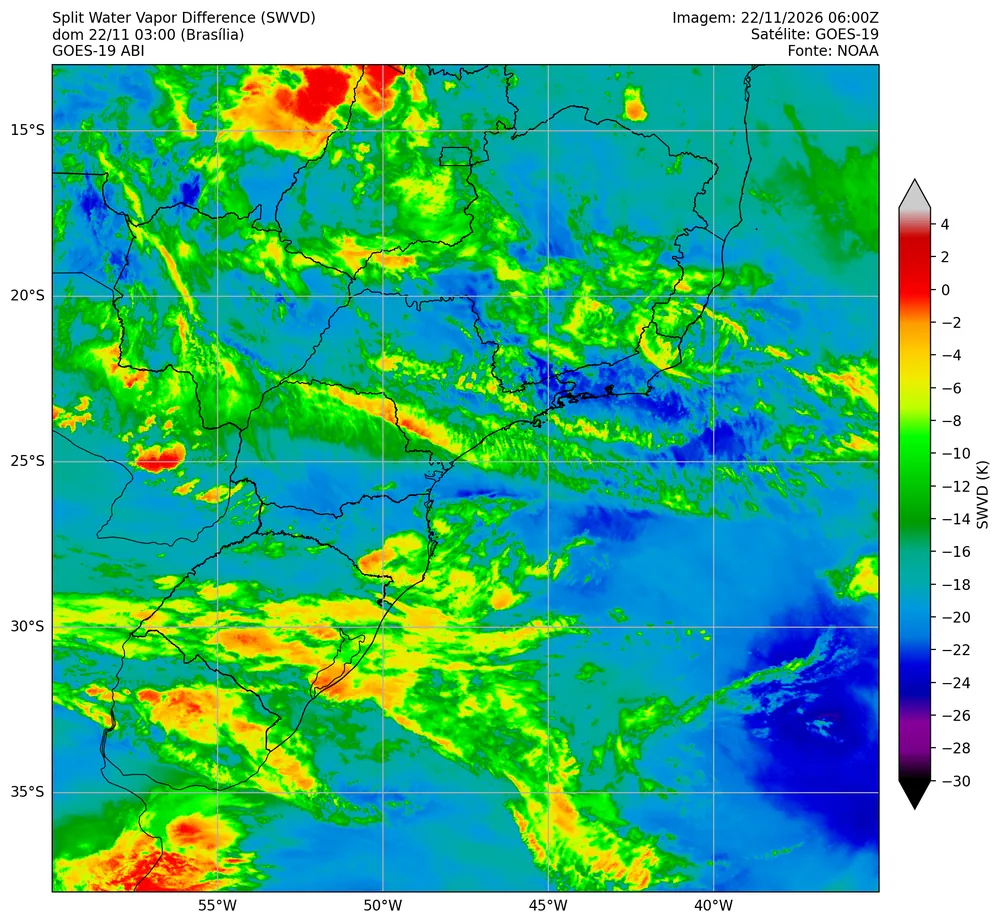 Split Water Vapor Difference (SWVD)
dom 22/11 03:00 (Brasília)
GOES-19 ABI
Imagem: 22/11/2026 06:00Z
Satélite: GOES-19
Fonte: NOAA
15°S
20°S
25°S
30°S
35°S
55°W
50°W
45°W
40°W
4
2
0
−2
−4
−6
−8
−10
−12
−14
−16
−18
−20
−22
−24
−26
−28
−30
SWVD (K)